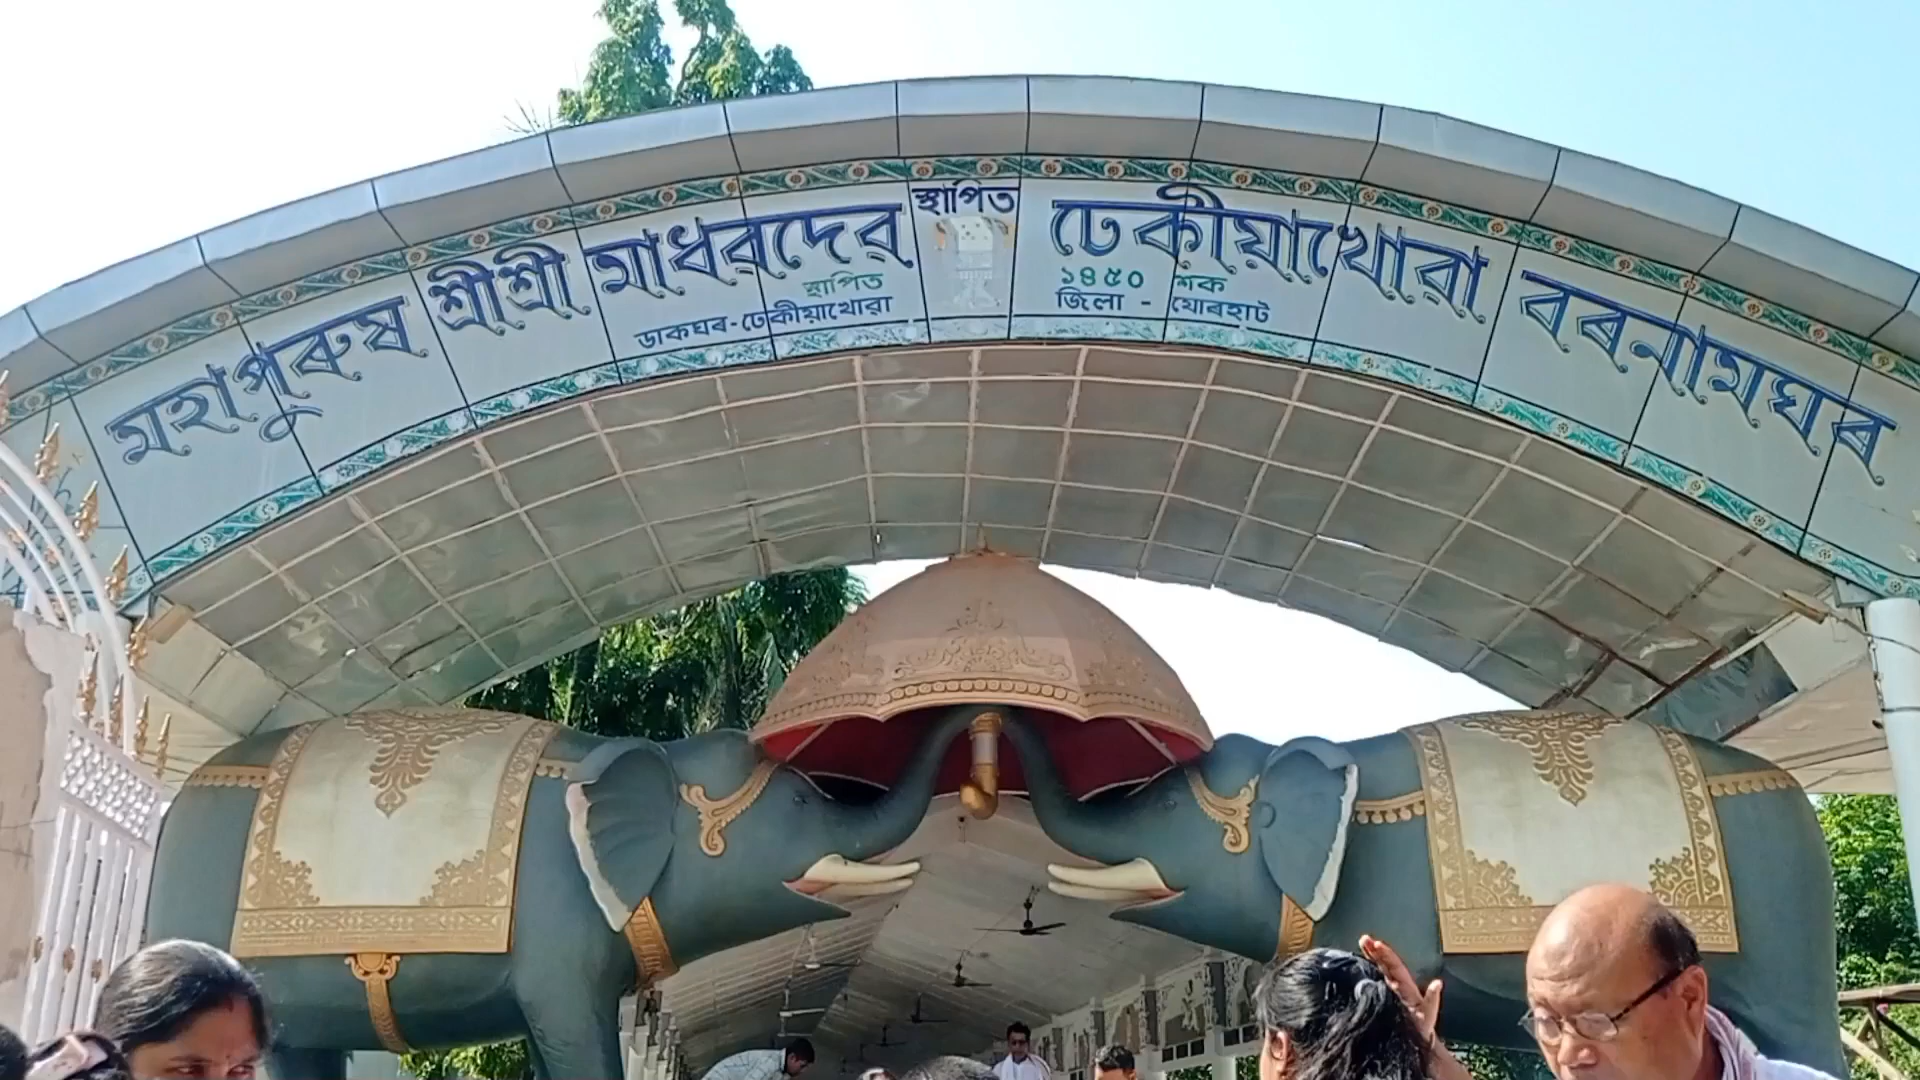 মহাপুৰুষ শ্ৰীশ্ৰী মাধৱদেৱ স্থাপিত ঢেকীয়াখোৱা বৰনামঘৰ
স্থাপিত ১৪৫০ শক
ডাকঘৰ-ঢেকীয়াখোৱা জিলা - যোৰহাট